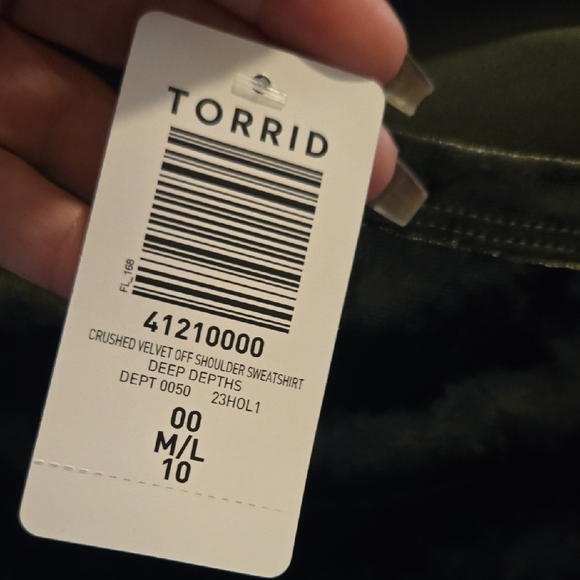 TORRID
FL_168
41210000
CRUSHED VELVET OFF SHOULDER SWEATSHIRT
DEEP DEPTHS
DEPT 0050 23HOL1
00
M/L
10